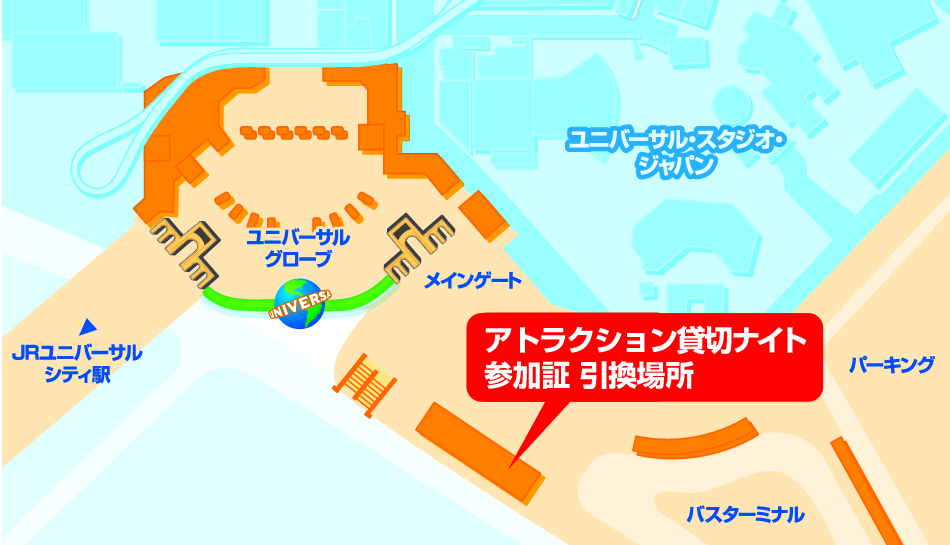 ユニバーサル・スタジオ・
ジャパン
ユニバーサル
グローブ
メインゲート
UNIVERSA
JRユニバーサル
シティ駅
アトラクション貸切ナイト
参加証 引換場所
パーキング
バスターミナル